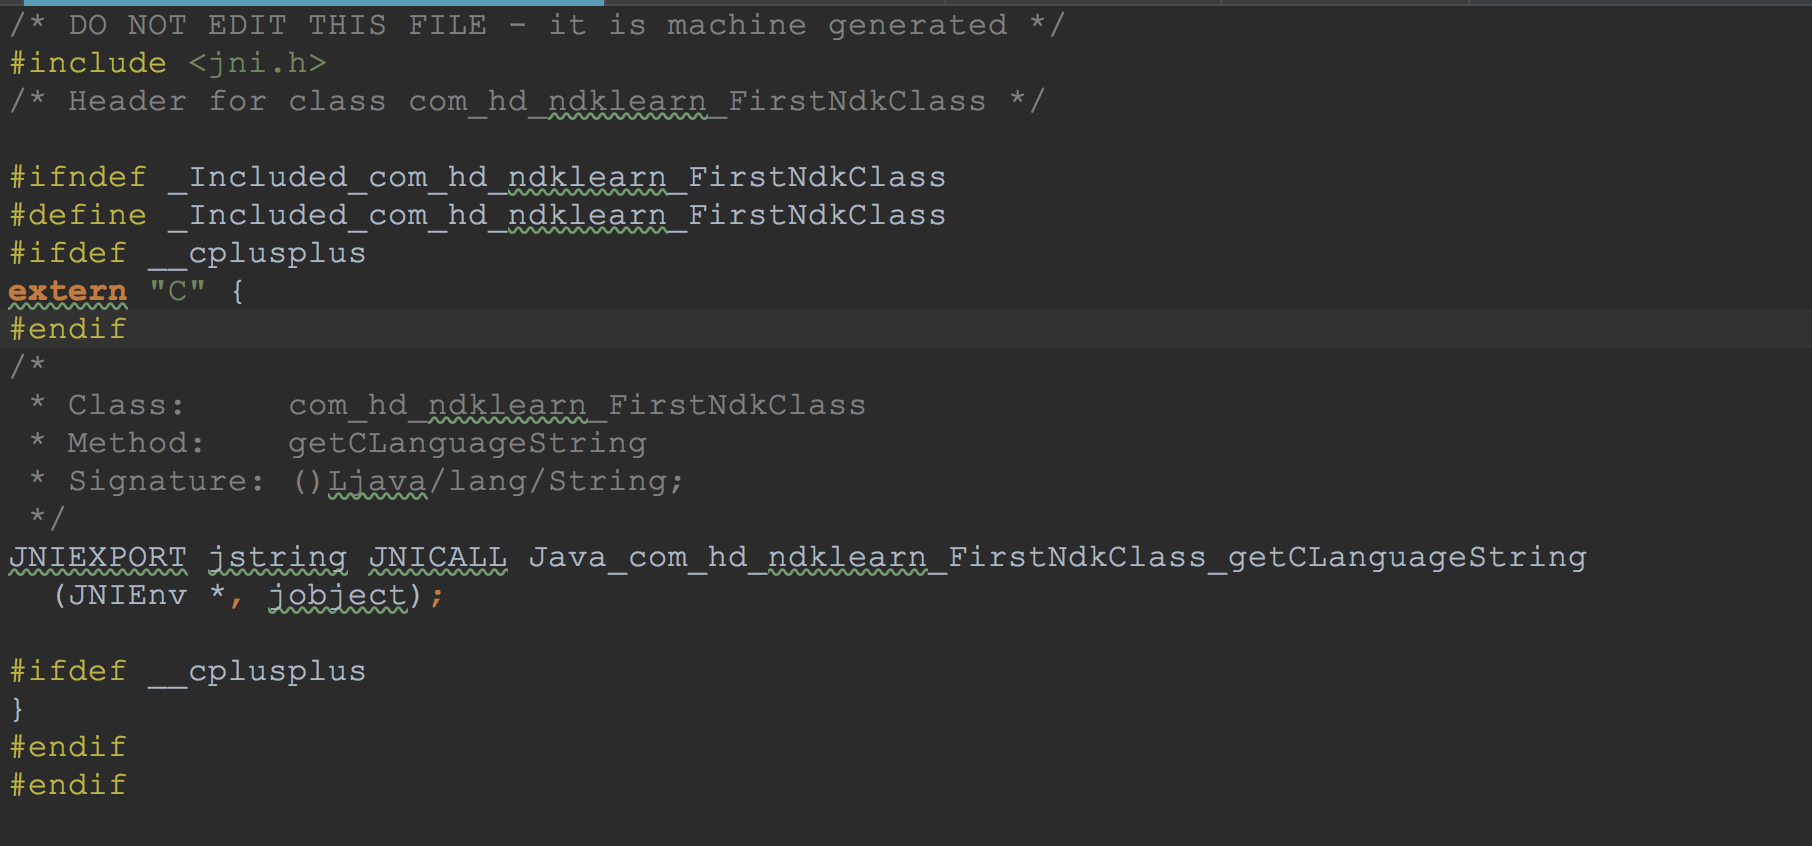 /* DO NOT EDIT THIS FILE - it is machine generated */
#include <jni.h>
/* Header for class com_hd_ndklearn_FirstNdkClass */
#ifndef _Included_com_hd_ndklearn_FirstNdkClass
#define _Included_com_hd_ndklearn_FirstNdkClass
#ifdef __cplusplus
extern "C" {
#endif
/*
 * Class:     com_hd_ndklearn_FirstNdkClass
 * Method:    getCLanguageString
 * Signature: ()Ljava/lang/String;
 */
JNIEXPORT jstring JNICALL Java_com_hd_ndklearn_FirstNdkClass_getCLanguageString
  (JNIEnv *, jobject);
#ifdef __cplusplus
}
#endif
#endif